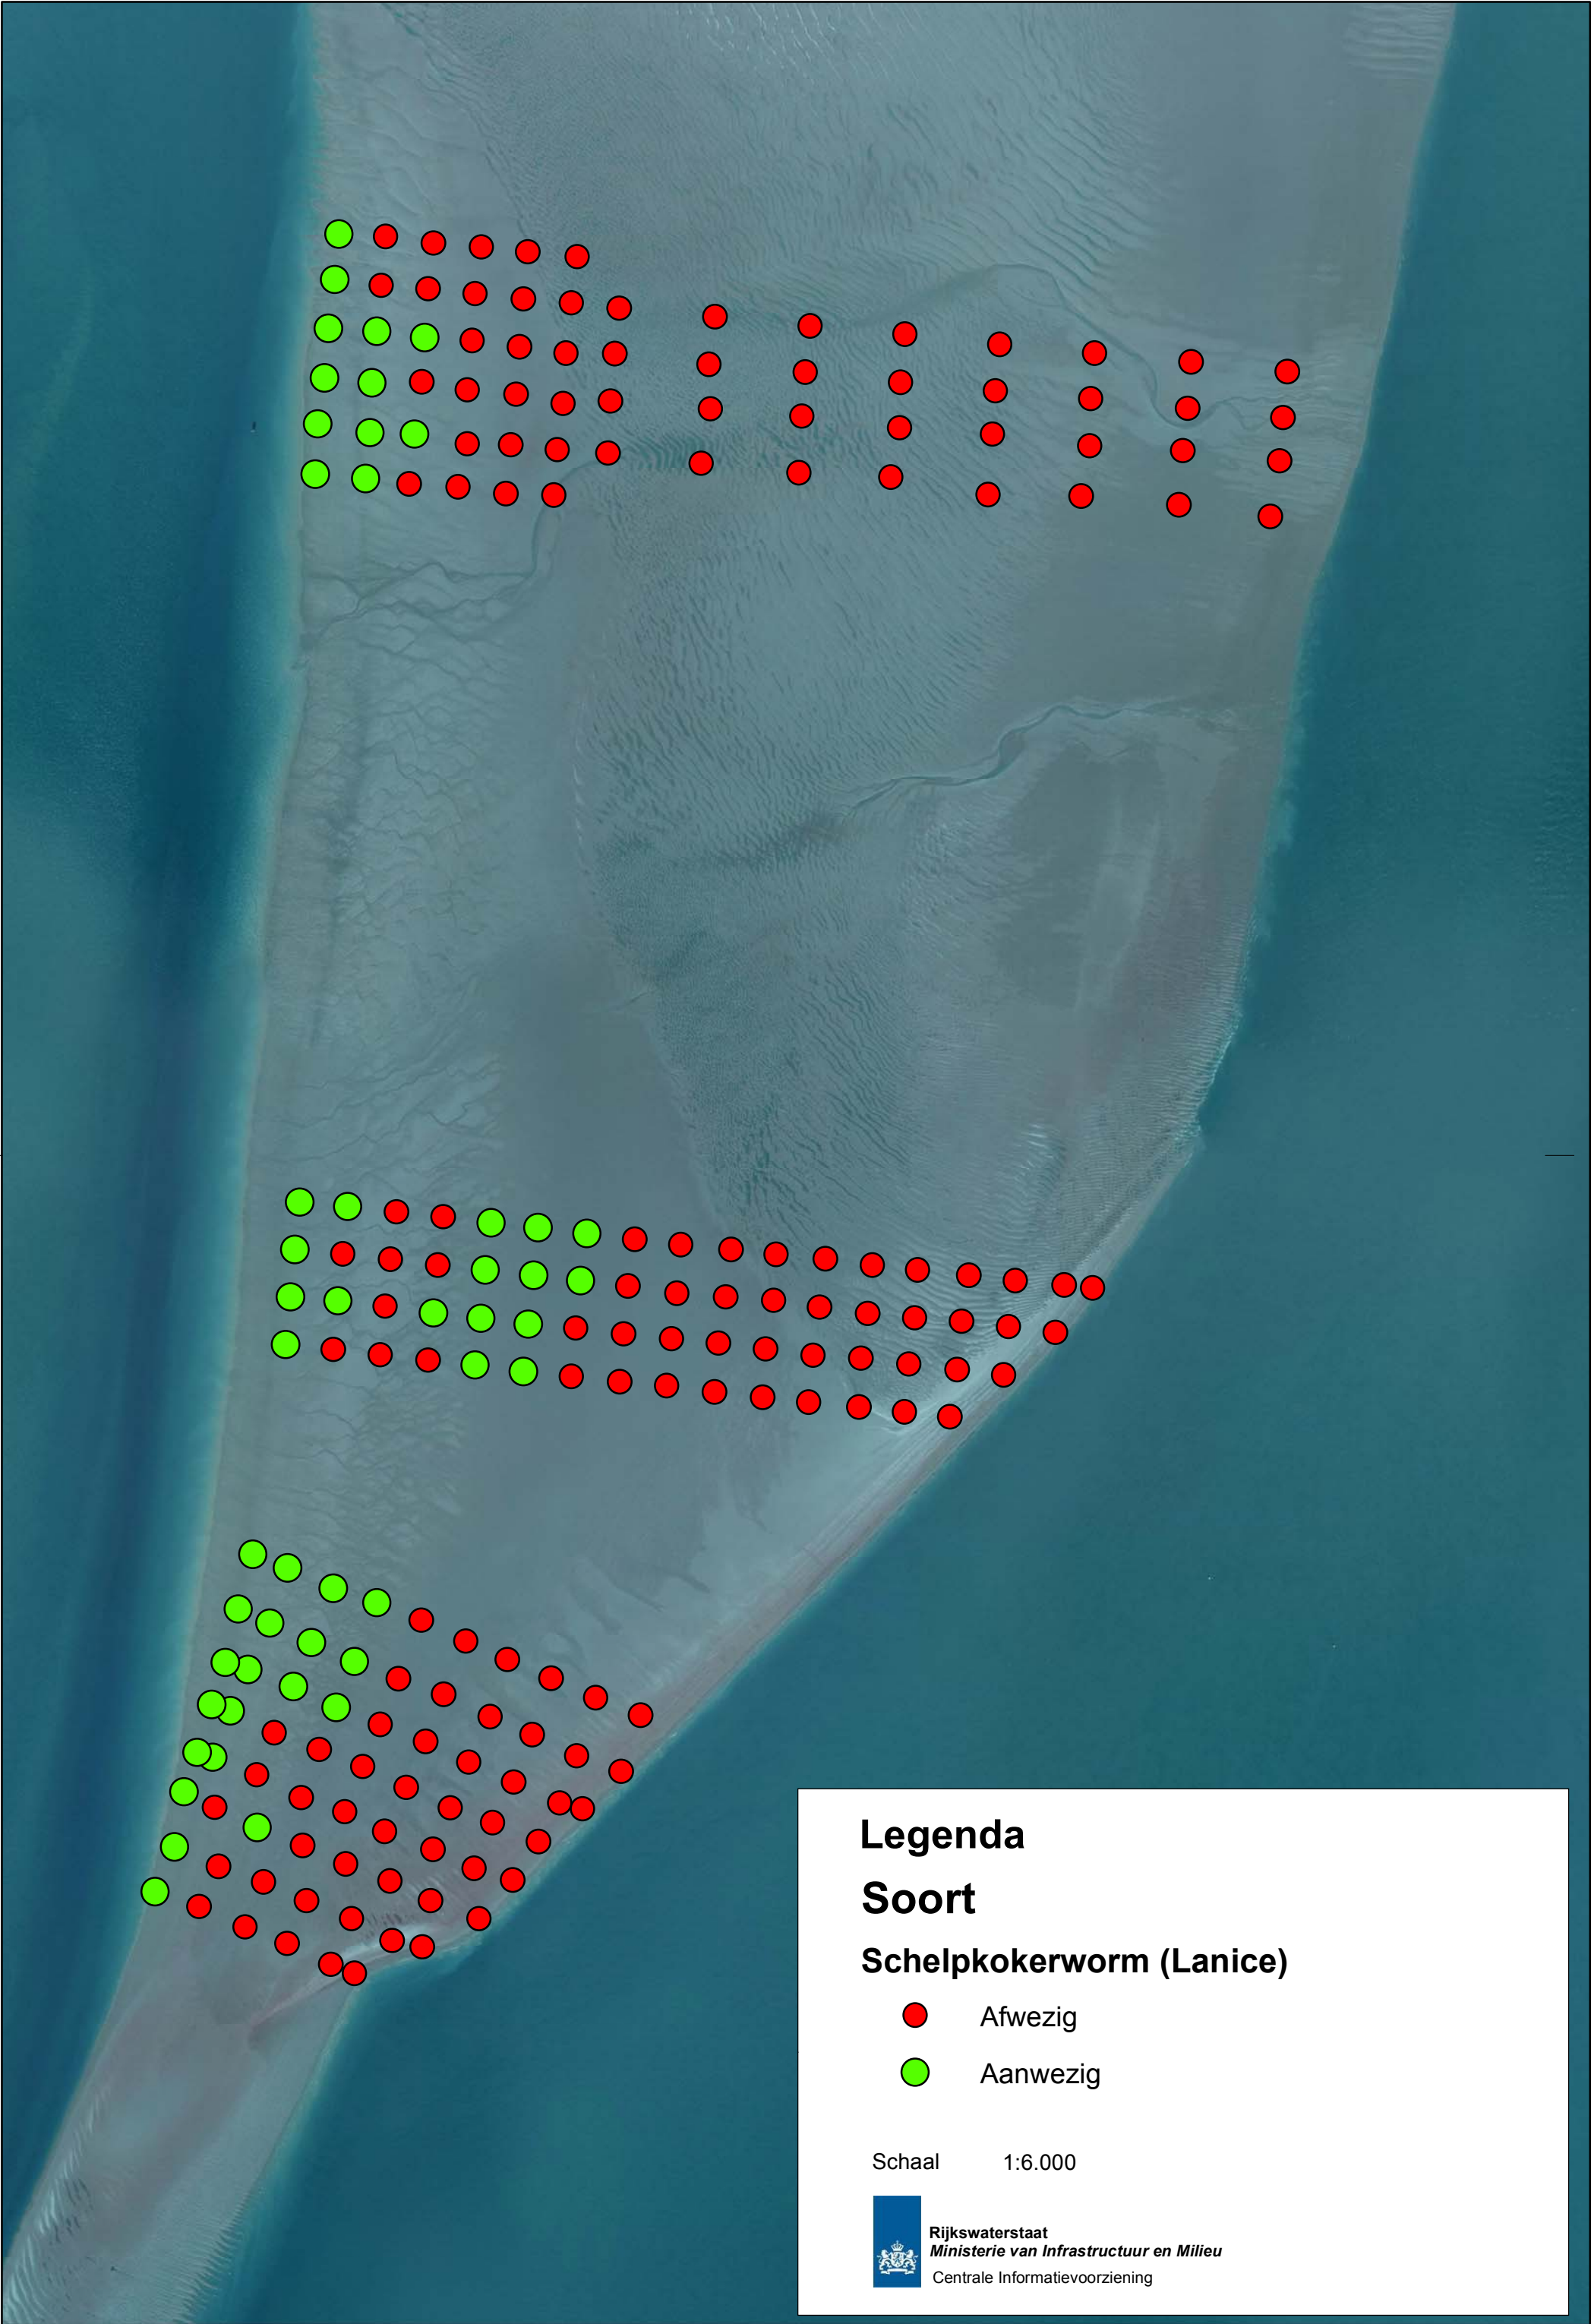 Legenda
Soort
Schelpkokerworm (Lanice)
Afwezig
Aanwezig
Schaal 1:6.000
Rijkswaterstaat
Ministerie van Infrastructuur en Milieu
Centrale Informatievoorziening